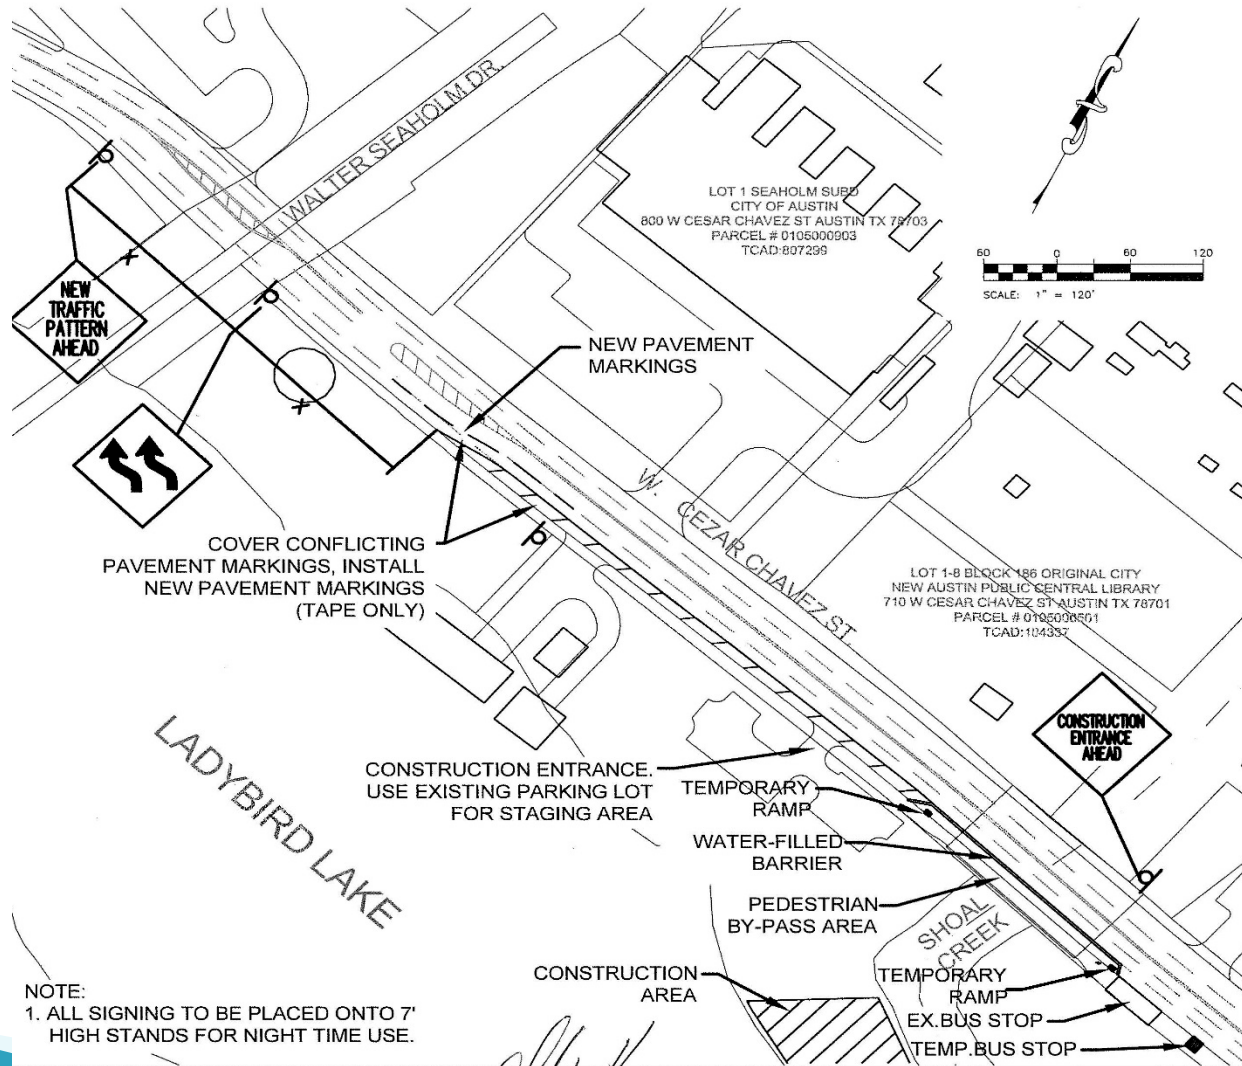 WALTER SEAHOLM DR.
LOT 1 SEAHOLM SUBD
CITY OF AUSTIN
800 W CESAR CHAVEZ ST AUSTIN TX 78703
PARCEL # 0105000903
TCAD:807299
60 0 60 120
SCALE: 1" = 120'
NEW
TRAFFIC
PATTERN
AHEAD
NEW PAVEMENT
MARKINGS
W. CEZAR CHAVEZ ST.
COVER CONFLICTING
PAVEMENT MARKINGS, INSTALL
NEW PAVEMENT MARKINGS
(TAPE ONLY)
LOT 1-8 BLOCK 186 ORIGINAL CITY
NEW AUSTIN PUBLIC CENTRAL LIBRARY
710 W CESAR CHAVEZ ST AUSTIN TX 78701
PARCEL #
TCAD:104337
CONSTRUCTION
ENTRANCE
AHEAD
LADYBIRD LAKE
CONSTRUCTION ENTRANCE.
USE EXISTING PARKING LOT
FOR STAGING AREA
TEMPORARY
RAMP
WATER-FILLED
BARRIER
PEDESTRIAN
BY-PASS AREA
SHOAL
CREEK
CONSTRUCTION
AREA
TEMPORARY
RAMP
EX.BUS STOP
TEMP.BUS STOP
NOTE:
1. ALL SIGNING TO BE PLACED ONTO 7'
HIGH STANDS FOR NIGHT TIME USE.